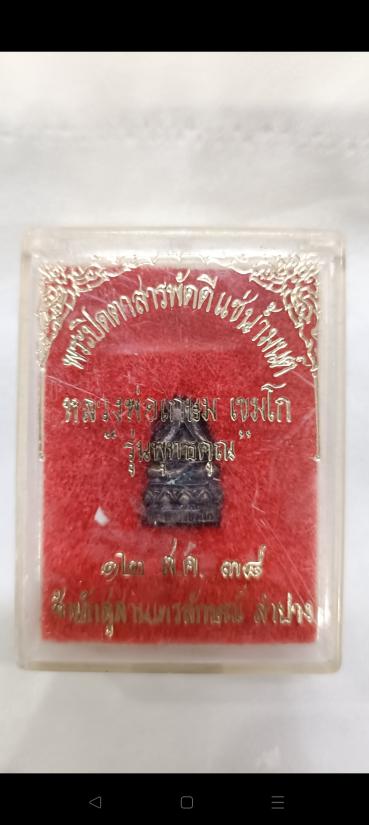 พระปิดตาสารพัดดีแช่น้ำมนต์
หลวงพ่อเกษม เขมโก
"รุ่นพุทธคุณ"
๑๒ ส.ค. ๓๘
สำนักสู่สานไตรลักษณ์ ลำปาง